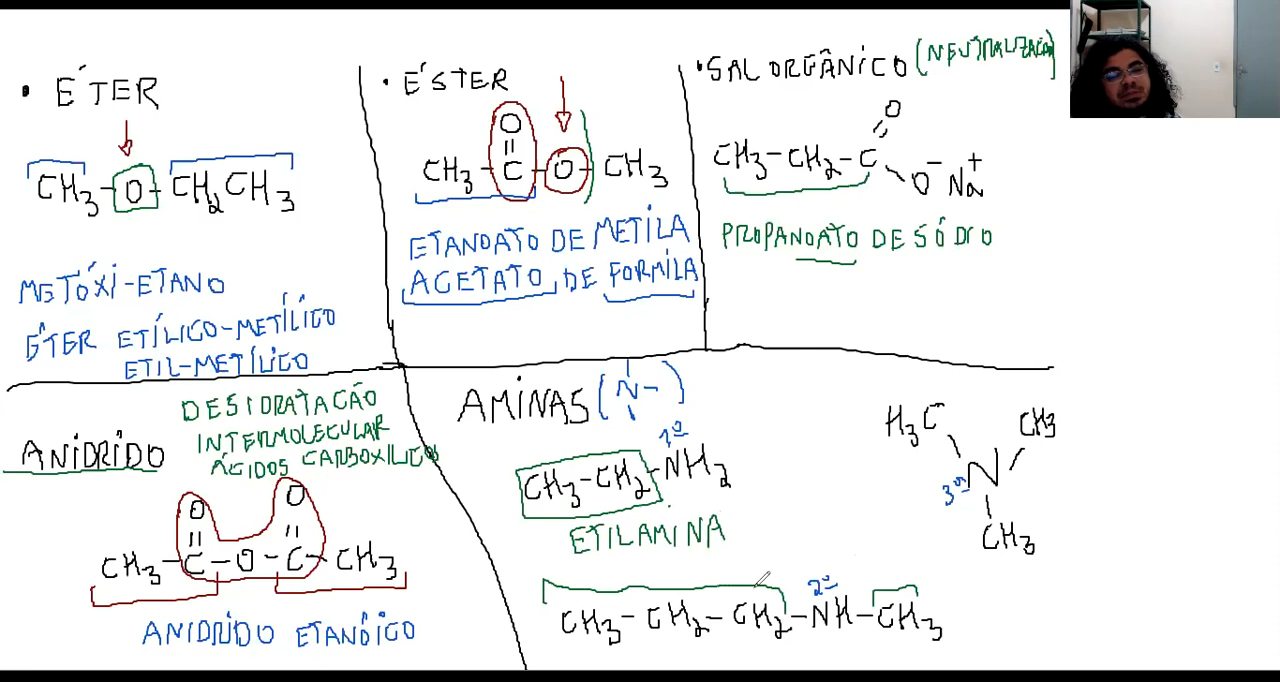 • ÉTER
CH3-O-CH2CH3
METÓXI-ETANO
ÉTER ETÍLICO-METÍLICO
ETIL-METÍLICO
• ÉSTER
O
CH3-C-O-CH3
ETANOATO DE METILA
ACETATO DE FORMILA
• SAL ORGÂNICO (NEUTRALIZAÇÃO)
O
CH3-CH2-C
O- Na+
PROPANOATO DE SÓDIO
ANIDRIDO
DESIDRATAÇÃO
INTERMOLECULAR
ÁCIDOS CARBOXILICOS
O O
CH3-C-O-C-CH3
ANIDRIDO ETANÓICO
AMINAS (-N-)
1º
CH3-CH2-NH2
ETILAMINA
2º
CH3-CH2-CH2-NH-CH3
H3C CH3
3º N
CH3